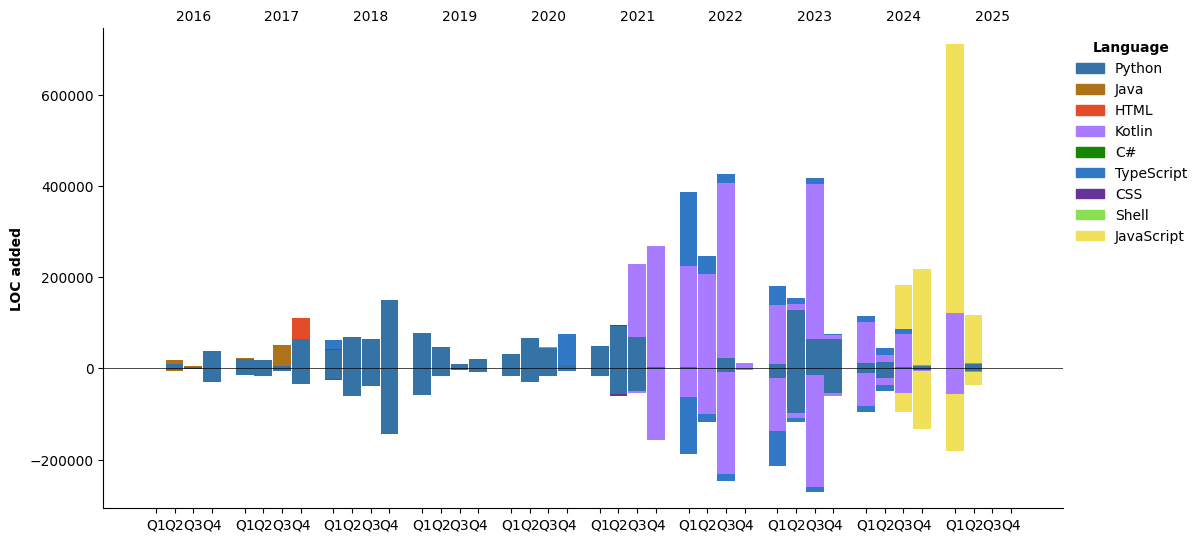 2016 2017 2018 2019 2020 2021 2022 2023 2024 2025
Language
Python
Java
HTML
Kotlin
C#
TypeScript
CSS
Shell
JavaScript
LOC added
600000
400000
200000
0
−200000
Q1Q2Q3Q4 Q1Q2Q3Q4 Q1Q2Q3Q4 Q1Q2Q3Q4 Q1Q2Q3Q4 Q1Q2Q3Q4 Q1Q2Q3Q4 Q1Q2Q3Q4 Q1Q2Q3Q4 Q1Q2Q3Q4